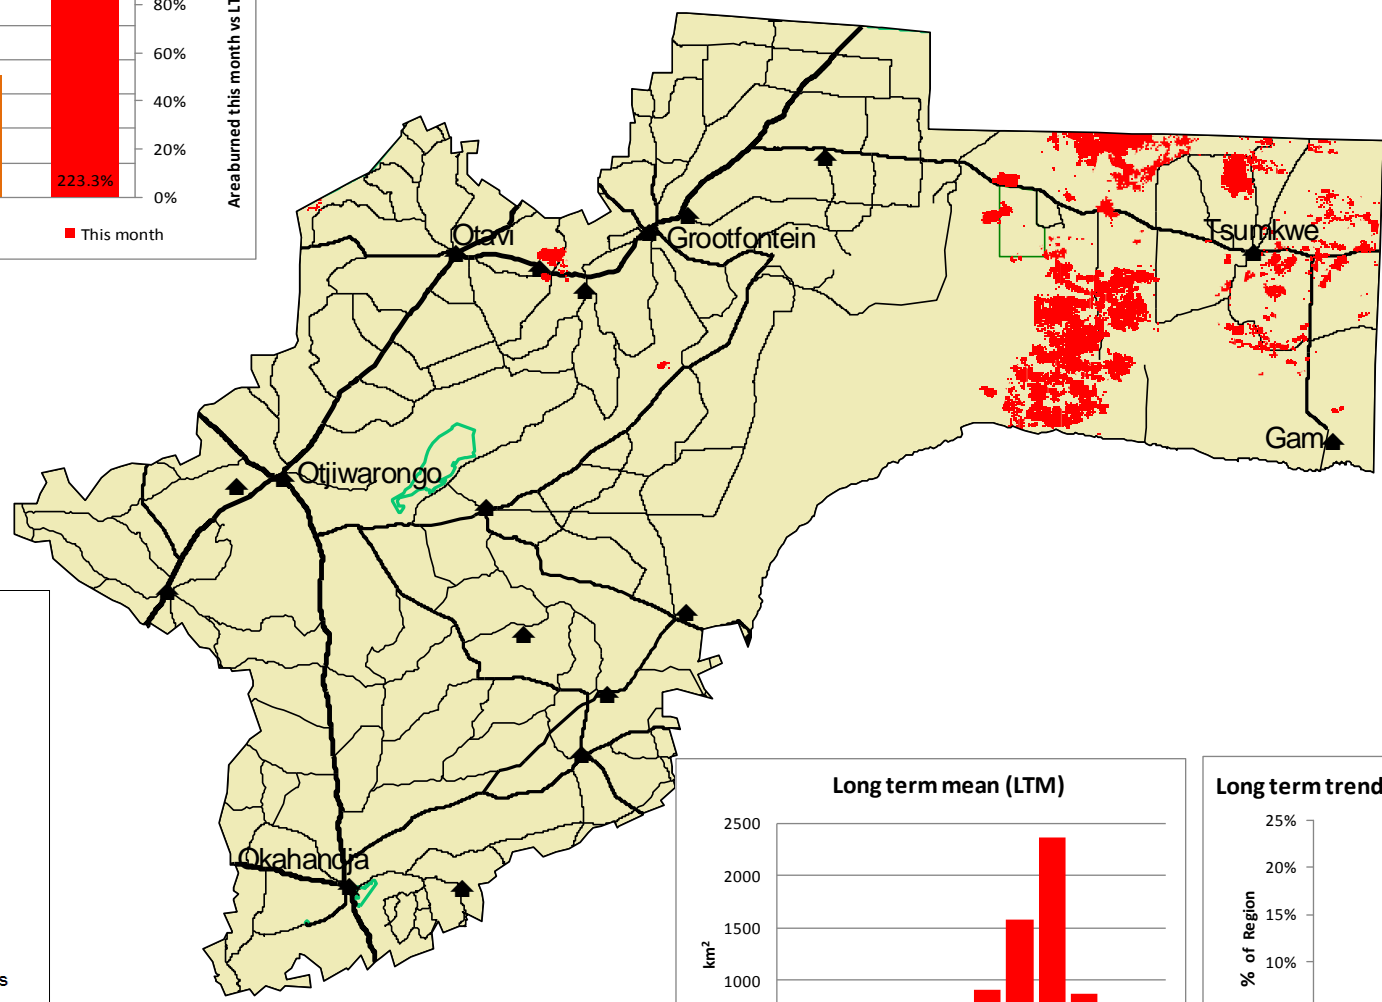 80%
60%
40%
20%
0%
223.3%
Area burned this month vs LT
This month
Otavi
Grootfontein
Tsumkwe
Gam
Otjiwarongo
Okahandja
s
Long term mean (LTM)
2500
2000
1500
1000
km²
Long term trend
25%
20%
15%
10%
% of Region